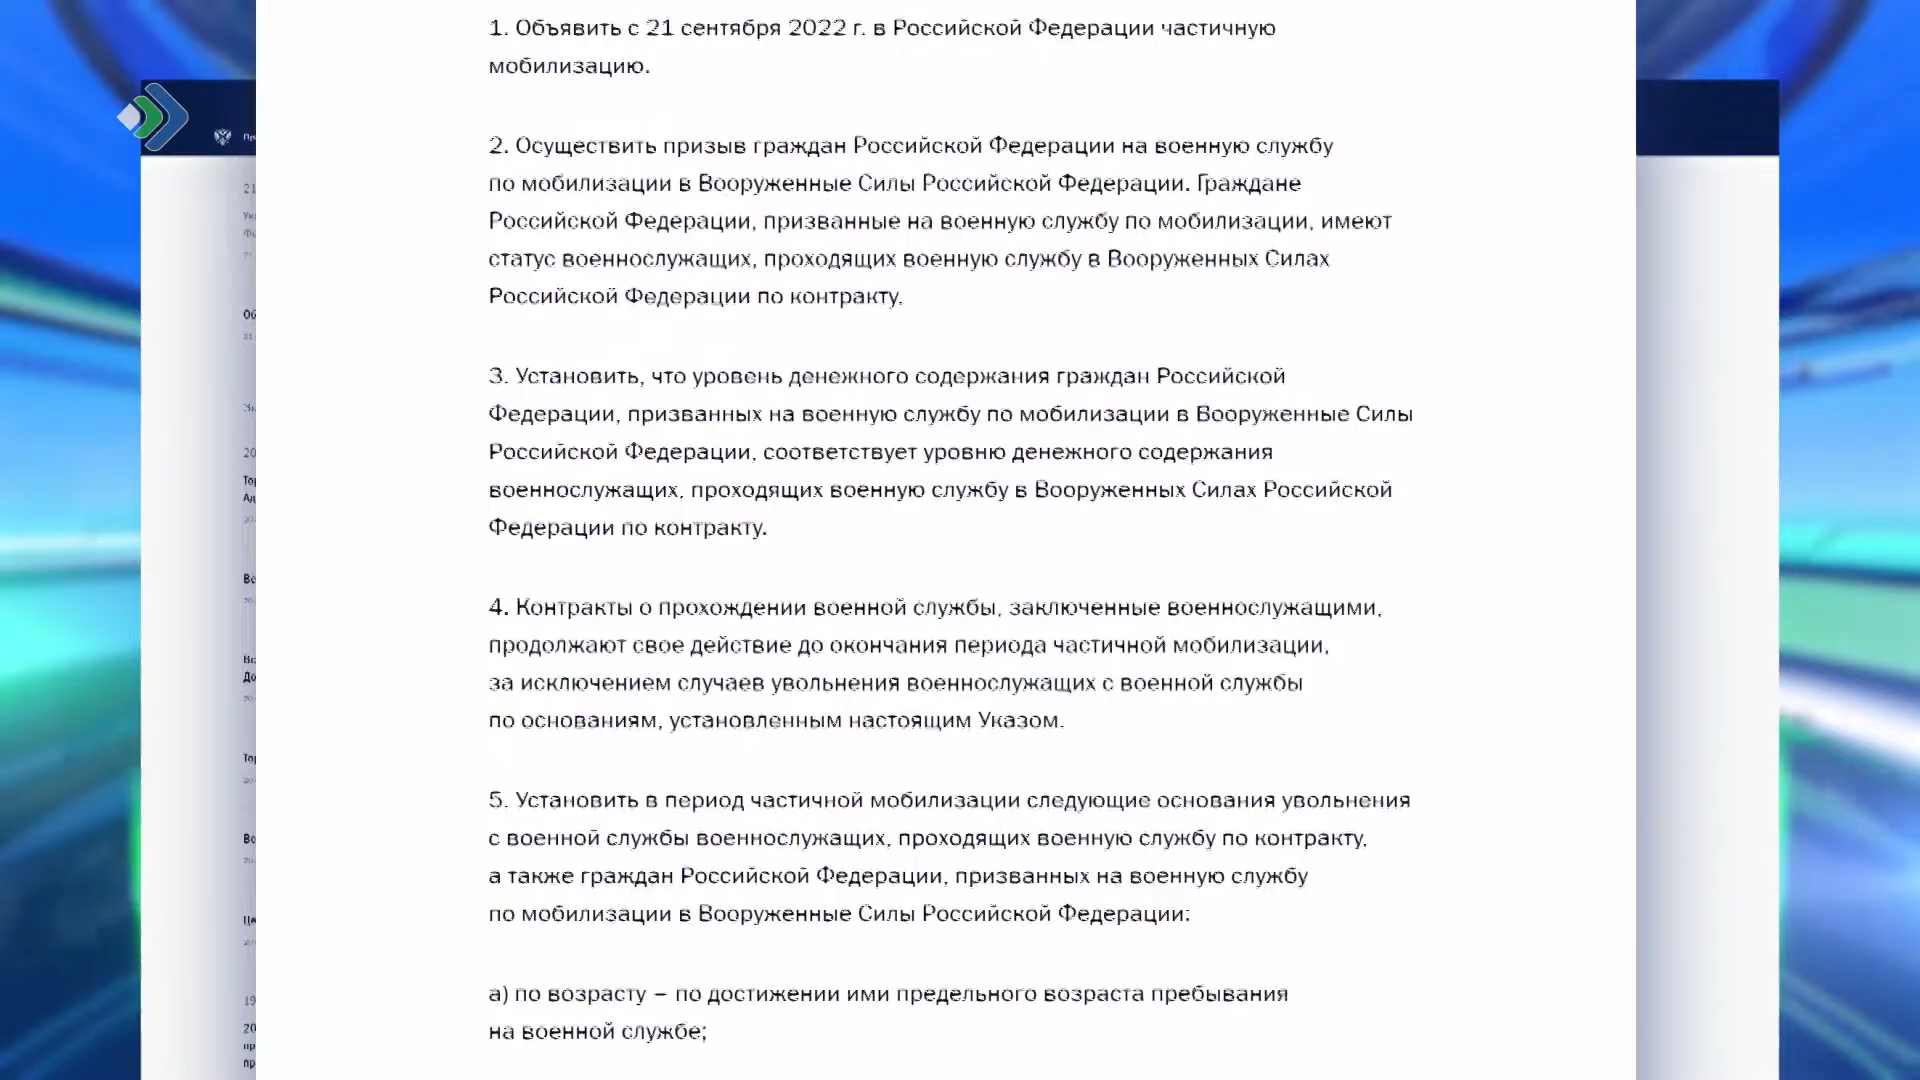 1. Объявить с 21 сентября 2022 г. в Российской Федерации частичную
мобилизацию.
2. Осуществить призыв граждан Российской Федерации на военную службу
по мобилизации в Вооруженные Силы Российской Федерации. Граждане
Российской Федерации, призванные на военную службу по мобилизации, имеют
статус военнослужащих, проходящих военную службу в Вооруженных Силах
Российской Федерации по контракту.
3. Установить, что уровень денежного содержания граждан Российской
Федерации, призванных на военную службу по мобилизации в Вооруженные Силы
Российской Федерации, соответствует уровню денежного содержания
военнослужащих, проходящих военную службу в Вооруженных Силах Российской
Федерации по контракту.
4. Контракты о прохождении военной службы, заключенные военнослужащими,
продолжают свое действие до окончания периода частичной мобилизации,
за исключением случаев увольнения военнослужащих с военной службы
по основаниям, установленным настоящим Указом.
5. Установить в период частичной мобилизации следующие основания увольнения
с военной службы военнослужащих, проходящих военную службу по контракту,
а также граждан Российской Федерации, призванных на военную службу
по мобилизации в Вооруженные Силы Российской Федерации:
а) по возрасту – по достижении ими предельного возраста пребывания
на военной службе;